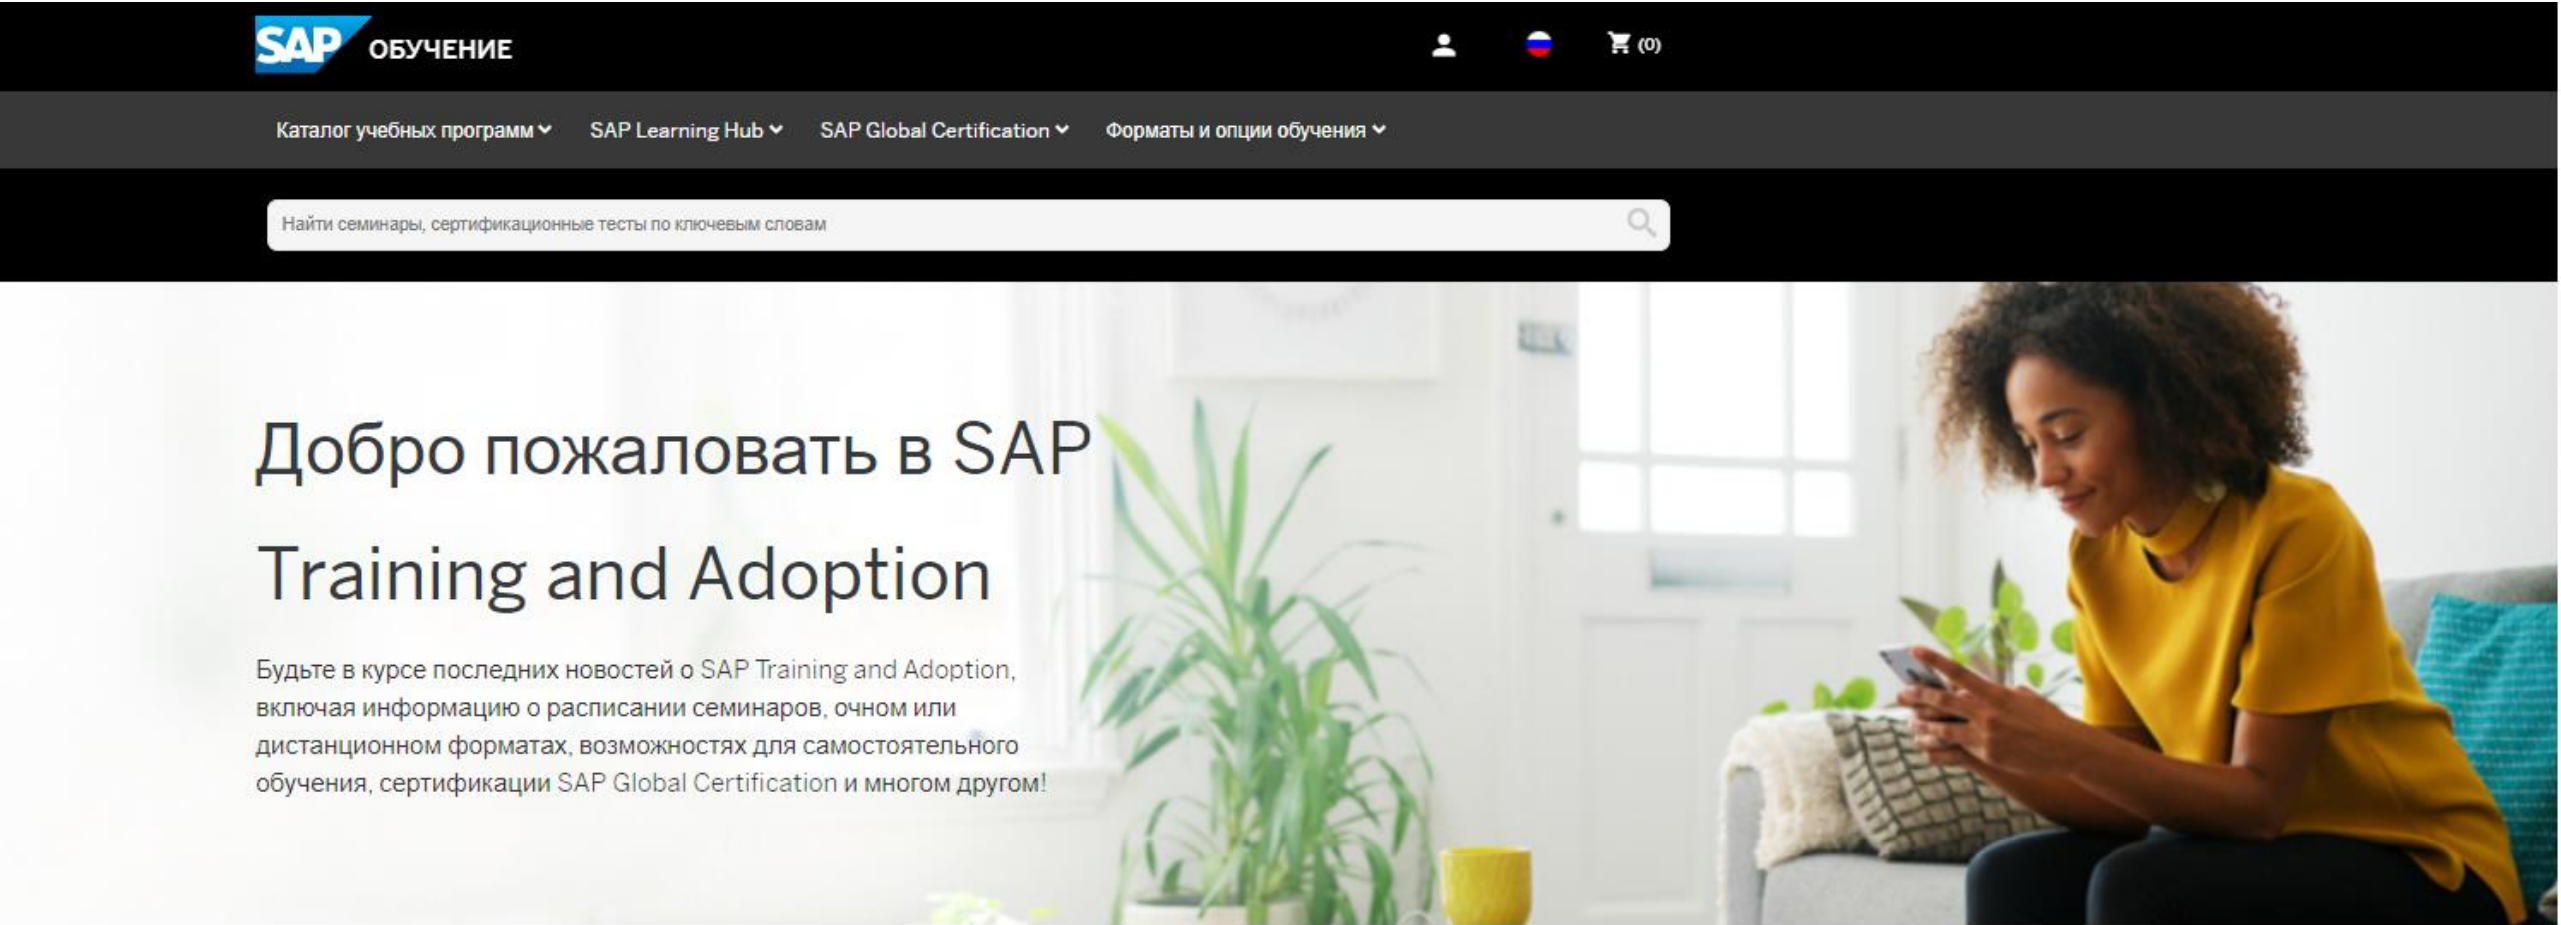 SAP ОБУЧЕНИЕ
(0)
Каталог учебных программ SAP Learning Hub SAP Global Certification Форматы и опции обучения
Найти семинары, сертификационные тесты по ключевым словам
Добро пожаловать в SAP
Training and Adoption
Будьте в курсе последних новостей о SAP Training and Adoption,
включая информацию о расписании семинаров, очном или
дистанционном форматах, возможностях для самостоятельного
обучения, сертификации SAP Global Certification и многом другом!